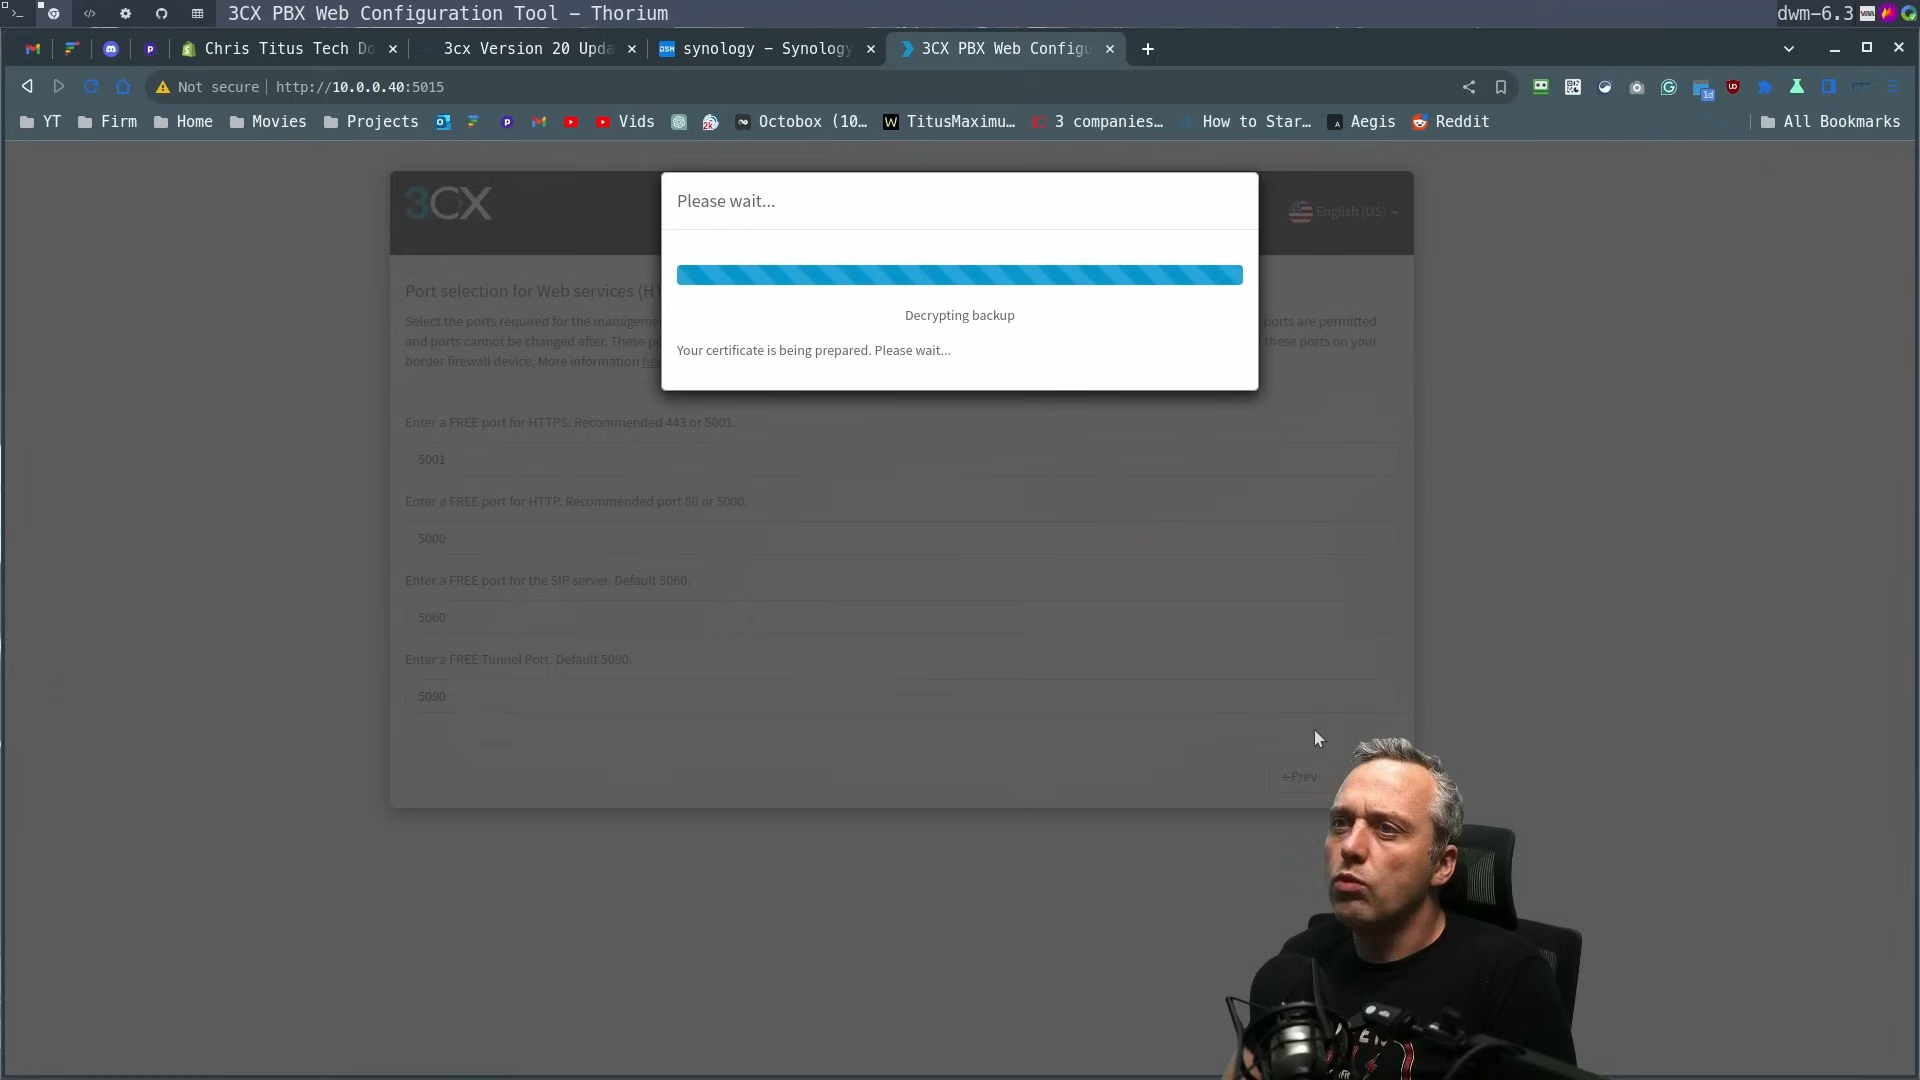 3CX PBX Web Configuration Tool — Thorium
dwm-6.3
Chris Titus Tech Do
3cx Version 20 Upda
DSM synology — Synology
3CX PBX Web Configu
Not secure
http://10.0.0.40:5015
1d
YT
Firm
Home
Movies
Projects
Vids
Octobox (10…
W TitusMaximu…
3 companies…
How to Star…
Aegis
Reddit
All Bookmarks
3CX
English (US)
Please wait...
Decrypting backup
Your certificate is being prepared. Please wait...
Port selection for Web services (H
Select the ports required for the manageme
ports are permitted
and ports cannot be changed after. These p
these ports on your
border firewall device. More information he
Enter a FREE port for HTTPS. Recommended 443 or 5001.
5001
Enter a FREE port for HTTP. Recommended port 80 or 5000.
5000
Enter a FREE port for the SIP server. Default 5060.
5060
Enter a FREE Tunnel Port. Default 5090.
5090
←Prev